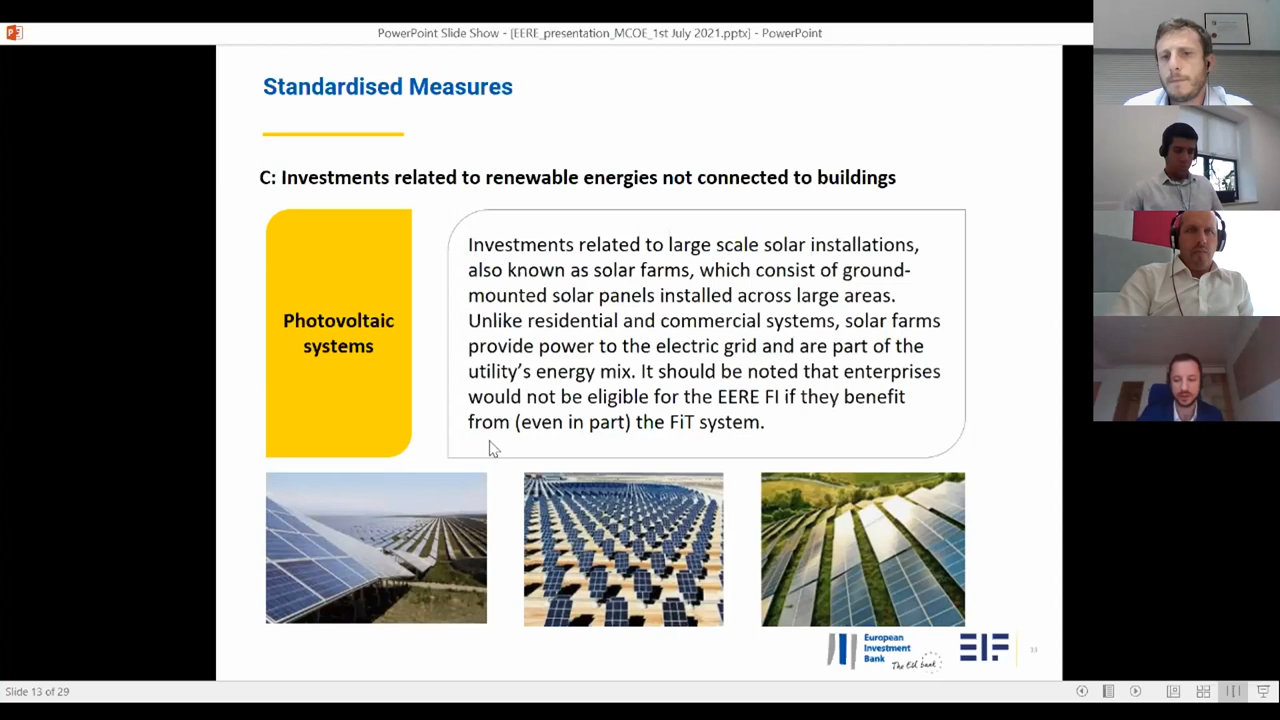 PowerPoint Slide Show - [EERE_presentation_MCOE_1st July 2021.pptx] - PowerPoint
Standardised Measures
C: Investments related to renewable energies not connected to buildings
Photovoltaic
systems
Investments related to large scale solar installations,
also known as solar farms, which consist of ground-
mounted solar panels installed across large areas.
Unlike residential and commercial systems, solar farms
provide power to the electric grid and are part of the
utility's energy mix. It should be noted that enterprises
would not be eligible for the EERE FI if they benefit
from (even in part) the FiT system.
European
Investment
Bank
The EU bank
EIF
Slide 13 of 29